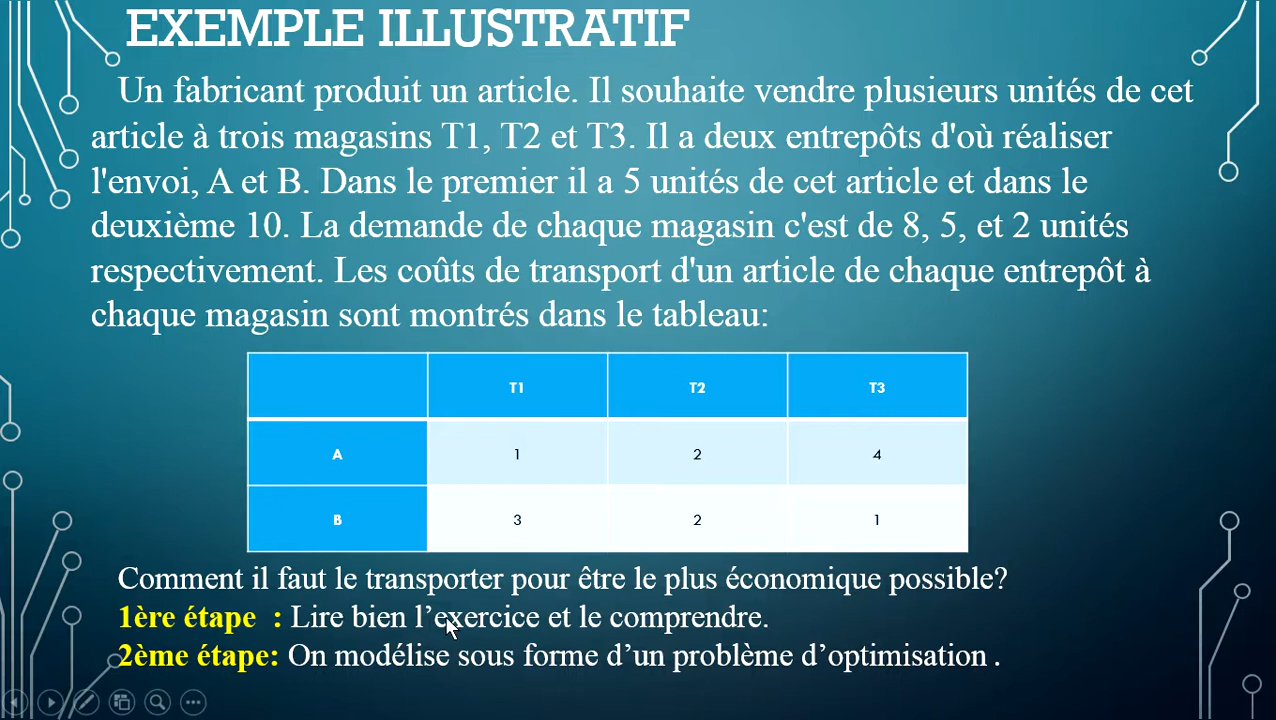 EXEMPLE ILLUSTRATIF
Un fabricant produit un article. Il souhaite vendre plusieurs unités de cet
article à trois magasins T1, T2 et T3. Il a deux entrepôts d'où réaliser
l'envoi, A et B. Dans le premier il a 5 unités de cet article et dans le
deuxième 10. La demande de chaque magasin c'est de 8, 5, et 2 unités
respectivement. Les coûts de transport d'un article de chaque entrepôt à
chaque magasin sont montrés dans le tableau:
T1 T2 T3
A 1 2 4
B 3 2 1
Comment il faut le transporter pour être le plus économique possible?
1ère étape : Lire bien l’exercice et le comprendre.
2ème étape: On modélise sous forme d’un problème d’optimisation .